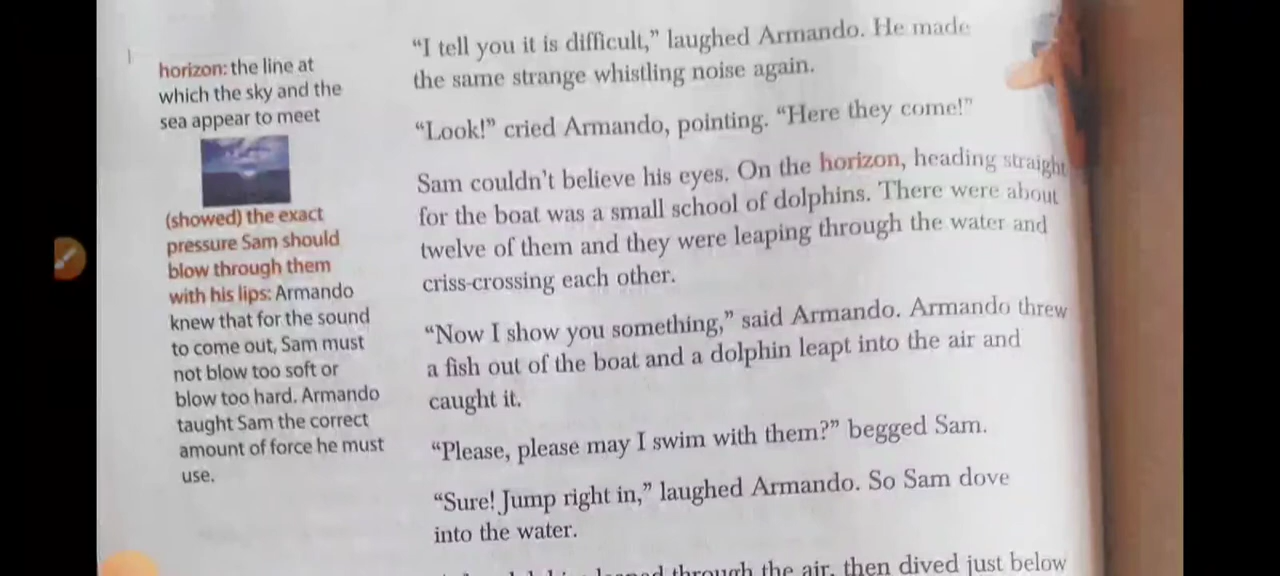 horizon: the line at
which the sky and the
sea appear to meet
(showed) the exact
pressure Sam should
blow through them
with his lips: Armando
knew that for the sound
to come out, Sam must
not blow too soft or
blow too hard. Armando
taught Sam the correct
amount of force he must
use.
“I tell you it is difficult,” laughed Armando. He made
the same strange whistling noise again.
“Look!” cried Armando, pointing. “Here they come!”
Sam couldn’t believe his eyes. On the horizon, heading straight
for the boat was a small school of dolphins. There were about
twelve of them and they were leaping through the water and
criss-crossing each other.
“Now I show you something,” said Armando. Armando threw
a fish out of the boat and a dolphin leapt into the air and
caught it.
“Please, please may I swim with them?” begged Sam.
“Sure! Jump right in,” laughed Armando. So Sam dove
into the water.
through the air, then dived just below